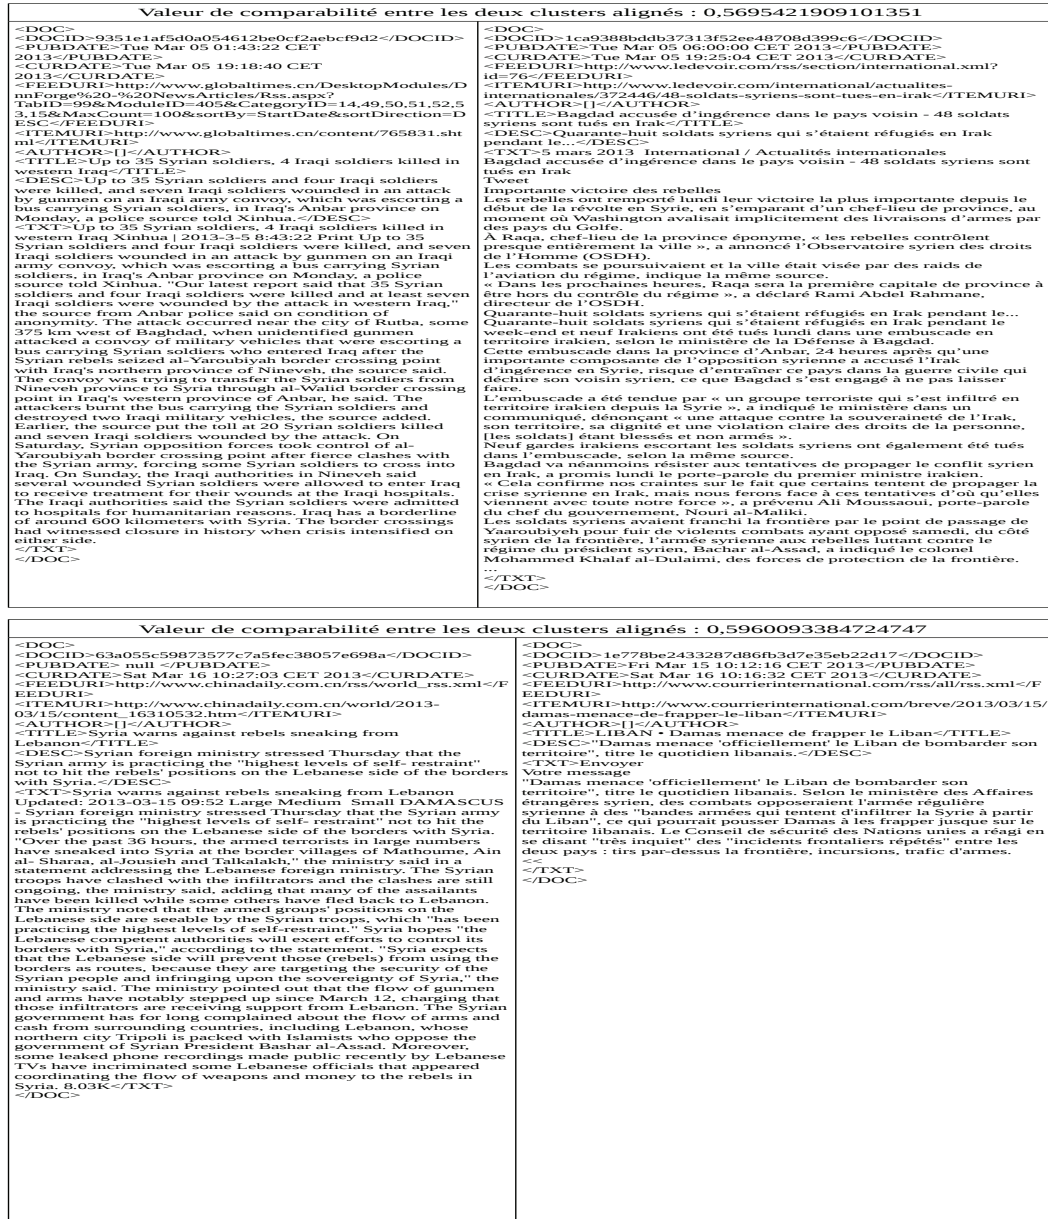 Valeur de comparabilité entre les deux clusters alignés : 0,5695421909101351
<DOC>
<DOCID>9351e1af5d0a054612be0cf2aebcf9d2</DOCID>
<PUBDATE>Tue Mar 05 01:43:22 CET
2013</PUBDATE>
<CURDATE>Tue Mar 05 19:18:40 CET
2013</CURDATE>
<FEEDURI>http://www.globaltimes.cn/DesktopModules/D
nnForge%20-%20NewsArticles/Rss.aspx?
TabID=99&ModuleID=405&CategoryID=14,49,50,51,52,5
3,15&MaxCount=100&sortBy=StartDate&sortDirection=D
ESC</FEEDURI>
<ITEMURI>http://www.globaltimes.cn/content/765831.sht
ml</ITEMURI>
<AUTHOR>[]</AUTHOR>
<TITLE>Up to 35 Syrian soldiers, 4 Iraqi soldiers killed in
western Iraq</TITLE>
<DESC>Up to 35 Syrian soldiers and four Iraqi soldiers
were killed, and seven Iraqi soldiers wounded in an attack
by gunmen on an Iraqi army convoy, which was escorting a
bus carrying Syrian soldiers, in Iraq's Anbar province on
Monday, a police source told Xinhua.</DESC>
<TXT>Up to 35 Syrian soldiers, 4 Iraqi soldiers killed in
western Iraq Xinhua | 2013-3-5 8:43:22 Print Up to 35
Syrian soldiers and four Iraqi soldiers were killed, and seven
Iraqi soldiers wounded in an attack by gunmen on an Iraqi
army convoy, which was escorting a bus carrying Syrian
soldiers, in Iraq's Anbar province on Monday, a police
source told Xinhua. "Our latest report said that 35 Syrian
soldiers and four Iraqi soldiers were killed and at least seven
Iraqi soldiers were wounded by the attack in western Iraq,"
the source from Anbar police said on condition of
anonymity. The attack occurred near the city of Rutba, some
375 km west of Baghdad, when unidentified gunmen
attacked a convoy of military vehicles that were escorting a
bus carrying Syrian soldiers who entered Iraq after the
Syrian rebels seized al-Yaroubiyah border crossing point
with Iraq's northern province of Nineveh, the source said.
The convoy was trying to transfer the Syrian soldiers from
Nineveh province to Syria through al-Walid border crossing
point in Iraq's western province of Anbar, he said. The
attackers burnt the bus carrying the Syrian soldiers and
destroyed two Iraqi military vehicles, the source added.
Earlier, the source put the toll at 20 Syrian soldiers killed
and seven Iraqi soldiers wounded by the attack. On
Saturday, Syrian opposition forces took control of al-
Yaroubiyah border crossing point after fierce clashes with
the Syrian army, forcing some Syrian soldiers to cross into
Iraq. On Sunday, the Iraqi authorities in Nineveh said
several wounded Syrian soldiers were allowed to enter Iraq
to receive treatment for their wounds at the Iraqi hospitals.
The Iraqi authorities said the Syrian soldiers were admitted
to hospitals for humanitarian reasons. Iraq has a borderline
of around 600 kilometers with Syria. The border crossings
had witnessed closure in history when crisis intensified on
either side.
</TXT>
</DOC>
<DOC>
<DOCID>1ca9388bddb37313f52ee48708d399c6</DOCID>
<PUBDATE>Tue Mar 05 06:00:00 CET 2013</PUBDATE>
<CURDATE>Tue Mar 05 19:25:04 CET 2013</CURDATE>
<FEEDURI>http://www.ledevoir.com/rss/section/international.xml?
id=76</FEEDURI>
<ITEMURI>http://www.ledevoir.com/international/actualites-
internationales/372446/48-soldats-syriens-sont-tues-en-irak</ITEMURI>
<AUTHOR>[]</AUTHOR>
<TITLE>Bagdad accusée d’ingérence dans le pays voisin - 48 soldats
syriens sont tués en Irak</TITLE>
<DESC>Quarante-huit soldats syriens qui s’étaient réfugiés en Irak
pendant le...</DESC>
<TXT>5 mars 2013  International / Actualités internationales
Bagdad accusée d’ingérence dans le pays voisin - 48 soldats syriens sont
tués en Irak
Tweet
Importante victoire des rebelles
Les rebelles ont remporté lundi leur victoire la plus importante depuis le
début de la révolte en Syrie, en s’emparant d’un chef-lieu de province, au
moment où Washington avalisait implicitement des livraisons d’armes par
des pays du Golfe.
À Raqa, chef-lieu de la province éponyme, « les rebelles contrôlent
presque entièrement la ville », a annoncé l’Observatoire syrien des droits
de l’Homme (OSDH).
Les combats se poursuivaient et la ville était visée par des raids de
l’aviation du régime, indique la même source.
« Dans les prochaines heures, Raqa sera la première capitale de province à
être hors du contrôle du régime », a déclaré Rami Abdel Rahmane,
directeur de l’OSDH.
Quarante-huit soldats syriens qui s’étaient réfugiés en Irak pendant le...
Quarante-huit soldats syriens qui s’étaient réfugiés en Irak pendant le
week-end et neuf Irakiens ont été tués lundi dans une embuscade en
territoire irakien, selon le ministère de la Défense à Bagdad.
Cette embuscade dans la province d’Anbar, 24 heures après qu’une
importante composante de l’opposition syrienne a accusé l’Irak
d’ingérence en Syrie, risque d’entraîner ce pays dans la guerre civile qui
déchire son voisin syrien, ce que Bagdad s’est engagé à ne pas laisser
faire.
L’embuscade a été tendue par « un groupe terroriste qui s’est infiltré en
territoire irakien depuis la Syrie », a indiqué le ministère dans un
communiqué, dénonçant « une attaque contre la souveraineté de l’Irak,
son territoire, sa dignité et une violation claire des droits de la personne,
[les soldats] étant blessés et non armés ».
Neuf gardes irakiens escortant les soldats syriens ont également été tués
dans l’embuscade, selon la même source.
Bagdad va néanmoins résister aux tentatives de propager le conflit syrien
en Irak, a promis lundi le porte-parole du premier ministre irakien.
« Cela confirme nos craintes sur le fait que certains tentent de propager la
crise syrienne en Irak, mais nous ferons face à ces tentatives d’où qu’elles
viennent avec toute notre force », a prévenu Ali Moussaoui, porte-parole
du chef du gouvernement, Nouri al-Maliki.
Les soldats syriens avaient franchi la frontière par le point de passage de
Yaaroubiyeh pour fuir de violents combats ayant opposé samedi, du côté
syrien de la frontière, l’armée syrienne aux rebelles luttant contre le
régime du président syrien, Bachar al-Assad, a indiqué le colonel
Mohammed Khalaf al-Dulaimi, des forces de protection de la frontière.
...
</TXT>
</DOC>
Valeur de comparabilité entre les deux clusters alignés : 0,59600933847 24747
<DOC>
<DOCID>63a055c59873577c7a5fec38057e698a</DOCID>
<PUBDATE> null </PUBDATE>
<CURDATE>Sat Mar 16 10:27:03 CET 2013</CURDATE>
<FEEDURI>http://www.chinadaily.com.cn/rss/world_rss.xml</F
EEDURI>
<ITEMURI>http://www.chinadaily.com.cn/world/2013-
03/15/content_16310532.htm</ITEMURI>
<AUTHOR>[]</AUTHOR>
<TITLE>Syria warns against rebels sneaking from
Lebanon</TITLE>
<DESC>Syrian foreign ministry stressed Thursday that the
Syrian army is practicing the "highest levels of self- restraint"
not to hit the rebels' positions on the Lebanese side of the borders
with Syria.</DESC>
<TXT>Syria warns against rebels sneaking from Lebanon
Updated: 2013-03-15 09:52 Large Medium  Small DAMASCUS
- Syrian foreign ministry stressed Thursday that the Syrian army
is practicing the "highest levels of self- restraint" not to hit the
rebels' positions on the Lebanese side of the borders with Syria.
"Over the past 36 hours, the armed terrorists in large numbers
have sneaked into Syria at the border villages of Mathoume, Ain
al- Sharaa, al-Jousieh and Talkalakh," the ministry said in a
statement addressing the Lebanese foreign ministry. The Syrian
troops have clashed with the infiltrators and the clashes are still
ongoing, the ministry said, adding that many of the assailants
have been killed while some others have fled back to Lebanon.
The ministry noted that the armed groups' positions on the
Lebanese side are seeable by the Syrian troops, which "has been
practicing the highest levels of self-restraint." Syria hopes "the
Lebanese competent authorities will exert efforts to control its
borders with Syria," according to the statement. "Syria expects
that the Lebanese side will prevent those (rebels) from using the
borders as routes, because they are targeting the security of the
Syrian people and infringing upon the sovereignty of Syria," the
ministry said. The ministry pointed out that the flow of gunmen
and arms have notably stepped up since March 12, charging that
those infiltrators are receiving support from Lebanon. The Syrian
government has for long complained about the flow of arms and
cash from surrounding countries, including Lebanon, whose
northern city Tripoli is packed with Islamists who oppose the
government of Syrian President Bashar al-Assad. Moreover,
some leaked phone recordings made public recently by Lebanese
TVs have incriminated some Lebanese officials that appeared
coordinating the flow of weapons and money to the rebels in
Syria. 8.03K</TXT>
</DOC>
<DOC>
<DOCID>1e778be2433287d86fb3d7e35eb22d17</DOCID>
<PUBDATE>Fri Mar 15 10:12:16 CET 2013</PUBDATE>
<CURDATE>Sat Mar 16 10:16:32 CET 2013</CURDATE>
<FEEDURI>http://www.courrierinternational.com/rss/all/rss.xml</F
EEDURI>
<ITEMURI>http://www.courrierinternational.com/breve/2013/03/15/
damas-menace-de-frapper-le-liban</ITEMURI>
<AUTHOR>[]</AUTHOR>
<TITLE>LIBAN • Damas menace de frapper le Liban</TITLE>
<DESC>"Damas menace 'officiellement' le Liban de bombarder son
territoire", titre le quotidien libanais.</DESC>
<TXT>Envoyer
Votre message
"Damas menace 'officiellement' le Liban de bombarder son
territoire", titre le quotidien libanais. Selon le ministère des Affaires
étrangères syrien, des combats opposeraient l'armée régulière
syrienne à des "bandes armées qui tentent d'infiltrer la Syrie à partir
du Liban", ce qui pourrait pousser Damas à les frapper jusque sur le
territoire libanais. Le Conseil de sécurité des Nations unies a réagi en
se disant "très inquiet" des "incidents frontaliers répétés" entre les
deux pays : tirs par-dessus la frontière, incursions, trafic d'armes.
<<
</TXT>
</DOC>